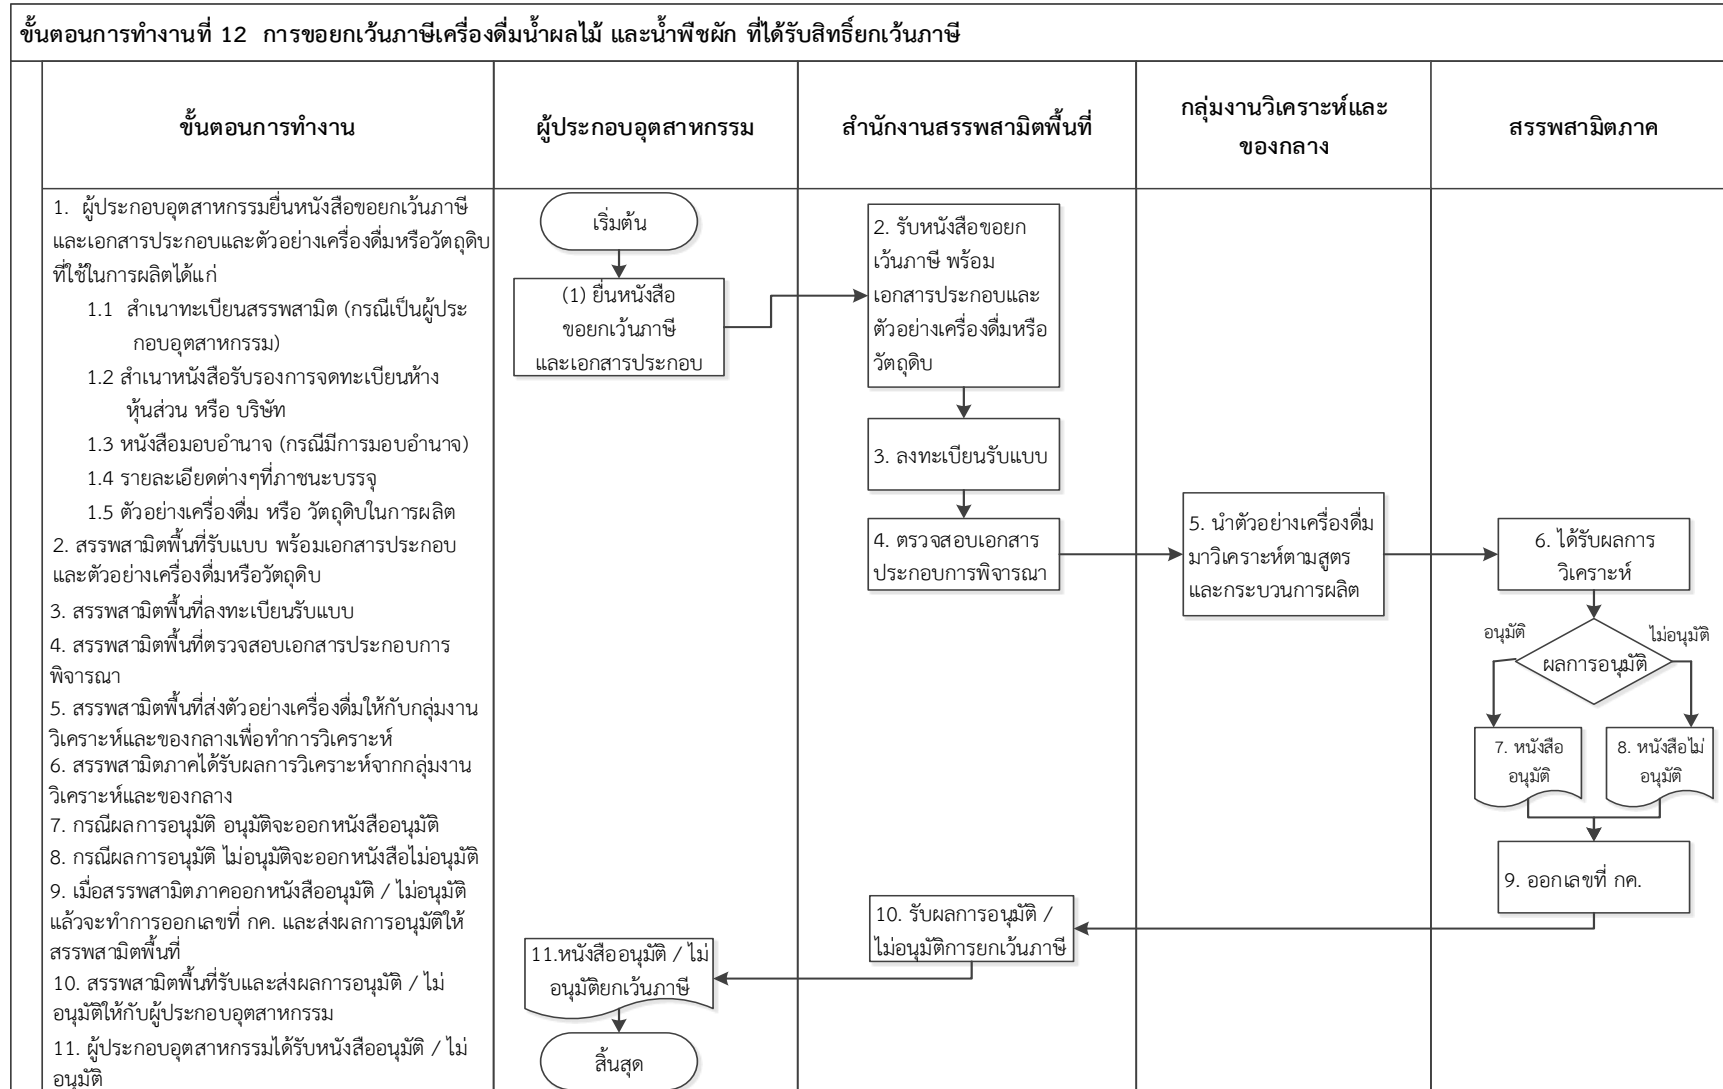 ขั้นตอนการทำงานที่ 12 การขอยกเว้นภาษีเครื่องดื่มน้ำผลไม้ และน้ำพืชผัก ที่ได้รับสิทธิ์ยกเว้นภาษี
ขั้นตอนการทำงาน
ผู้ประกอบอุตสาหกรรม
สำนักงานสรรพสามิตพื้นที่
กลุ่มงานวิเคราะห์และ
ของกลาง
สรรพสามิตภาค
1. ผู้ประกอบอุตสาหกรรมยื่นหนังสือขอยกเว้นภาษี
และเอกสารประกอบและตัวอย่างเครื่องดื่มหรือวัตถุดิบ
ที่ใช้ในการผลิตได้แก่
1.1 สำเนาทะเบียนสรรพสามิต (กรณีเป็นผู้ประ
กอบอุตสาหกรรม)
1.2 สำเนาหนังสือรับรองการจดทะเบียนห้าง
หุ้นส่วน หรือ บริษัท
1.3 หนังสือมอบอำนาจ (กรณีมีการมอบอำนาจ)
1.4 รายละเอียดต่างๆที่ภาชนะบรรจุ
1.5 ตัวอย่างเครื่องดื่ม หรือ วัตถุดิบในการผลิต
2. สรรพสามิตพื้นที่รับแบบ พร้อมเอกสารประกอบ
และตัวอย่างเครื่องดื่มหรือวัตถุดิบ
3. สรรพสามิตพื้นที่ลงทะเบียนรับแบบ
4. สรรพสามิตพื้นที่ตรวจสอบเอกสารประกอบการ
พิจารณา
5. สรรพสามิตพื้นที่ส่งตัวอย่างเครื่องดื่มให้กับกลุ่มงาน
วิเคราะห์และของกลางเพื่อทำการวิเคราะห์
6. สรรพสามิตภาคได้รับผลการวิเคราะห์จากกลุ่มงาน
วิเคราะห์และของกลาง
7. กรณีผลการอนุมัติ อนุมัติจะออกหนังสืออนุมัติ
8. กรณีผลการอนุมัติ ไม่อนุมัติจะออกหนังสือไม่อนุมัติ
9. เมื่อสรรพสามิตภาคออกหนังสืออนุมัติ / ไม่อนุมัติ
แล้วจะทำการออกเลขที่ กค. และส่งผลการอนุมัติให้
สรรพสามิตพื้นที่
10. สรรพสามิตพื้นที่รับและส่งผลการอนุมัติ / ไม่
อนุมัติให้กับผู้ประกอบอุตสาหกรรม
11. ผู้ประกอบอุตสาหกรรมได้รับหนังสืออนุมัติ / ไม่
อนุมัติ
เริ่มต้น
(1) ยื่นหนังสือ
ขอยกเว้นภาษี
และเอกสารประกอบ
2. รับหนังสือขอยก
เว้นภาษี พร้อม
เอกสารประกอบและ
ตัวอย่างเครื่องดื่มหรือ
วัตถุดิบ
3. ลงทะเบียนรับแบบ
4. ตรวจสอบเอกสาร
ประกอบการพิจารณา
5. นำตัวอย่างเครื่องดื่ม
มาวิเคราะห์ตามสูตร
และกระบวนการผลิต
6. ได้รับผลการ
วิเคราะห์
อนุมัติ
ไม่อนุมัติ
ผลการอนุมัติ
7. หนังสือ
อนุมัติ
8. หนังสือไม่
อนุมัติ
9. ออกเลขที่ กค.
10. รับผลการอนุมัติ /
ไม่อนุมัติการยกเว้นภาษี
11.หนังสืออนุมัติ / ไม่
อนุมัติยกเว้นภาษี
สิ้นสุด